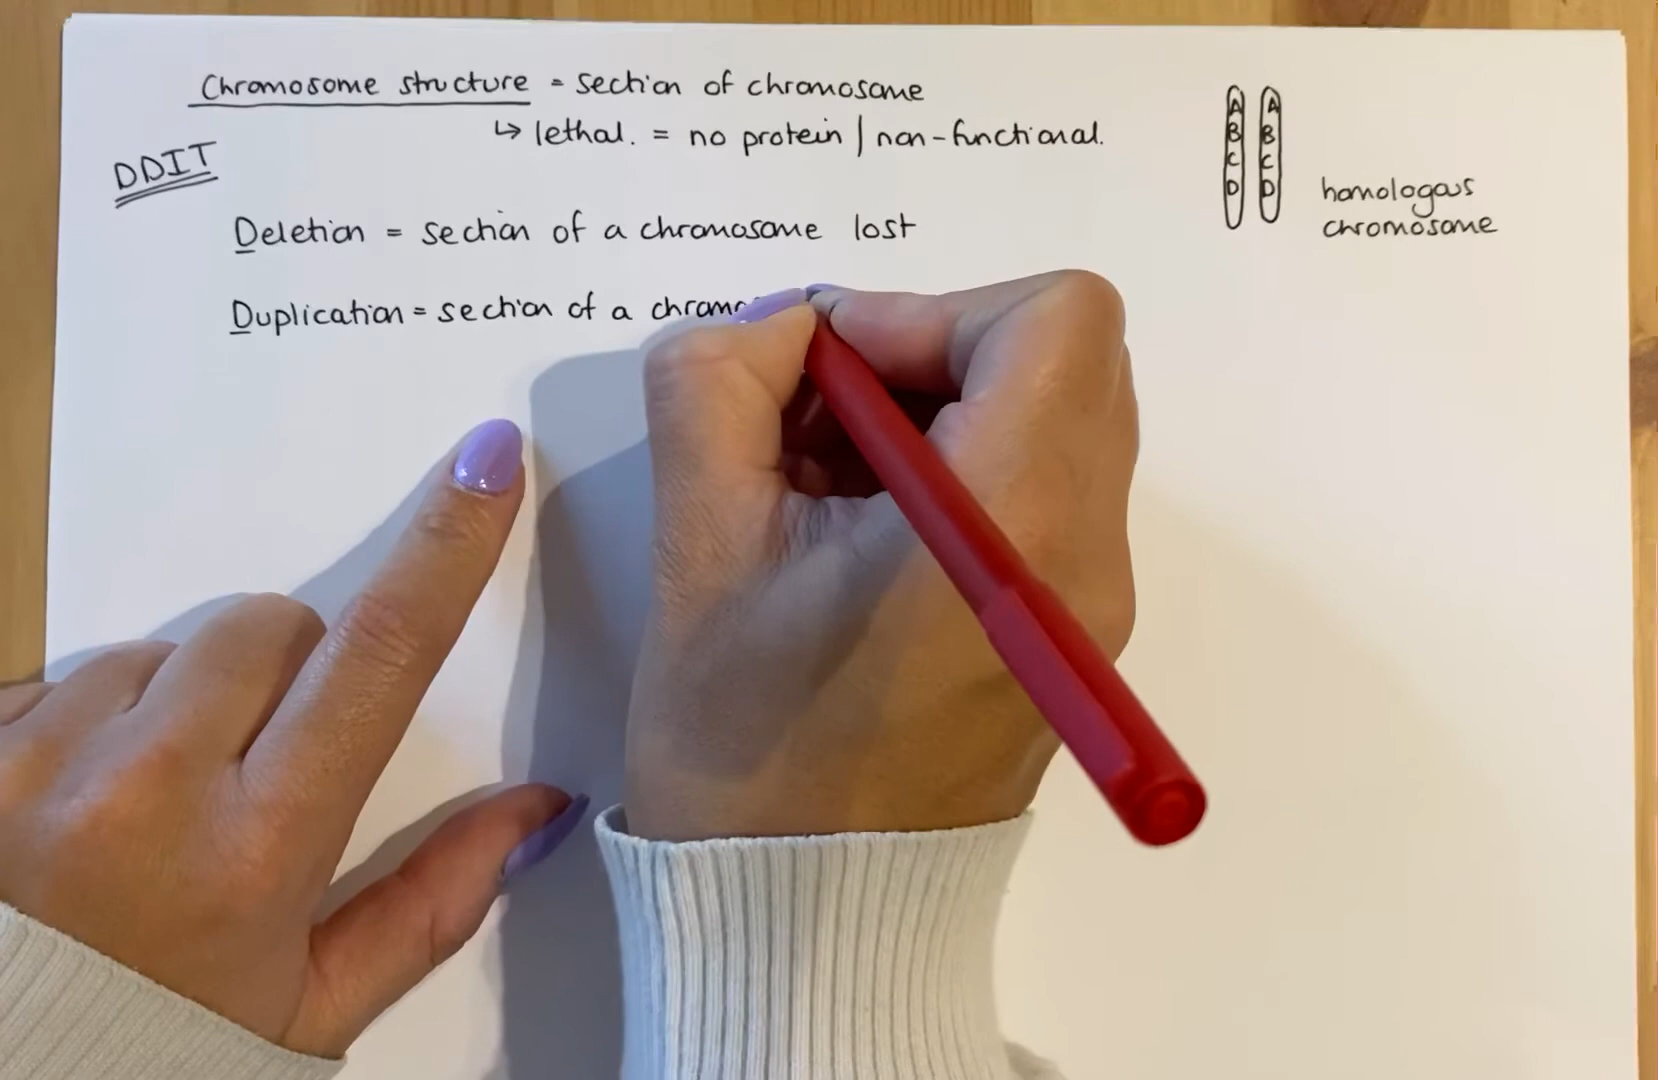 Chromosome structure = section of chromosome
↳ lethal. = no protein / non-functional.
DDIT
Deletion = section of a chromosome lost
Duplication = section of a
A A
B B
C C
D D
homologous
chromosome